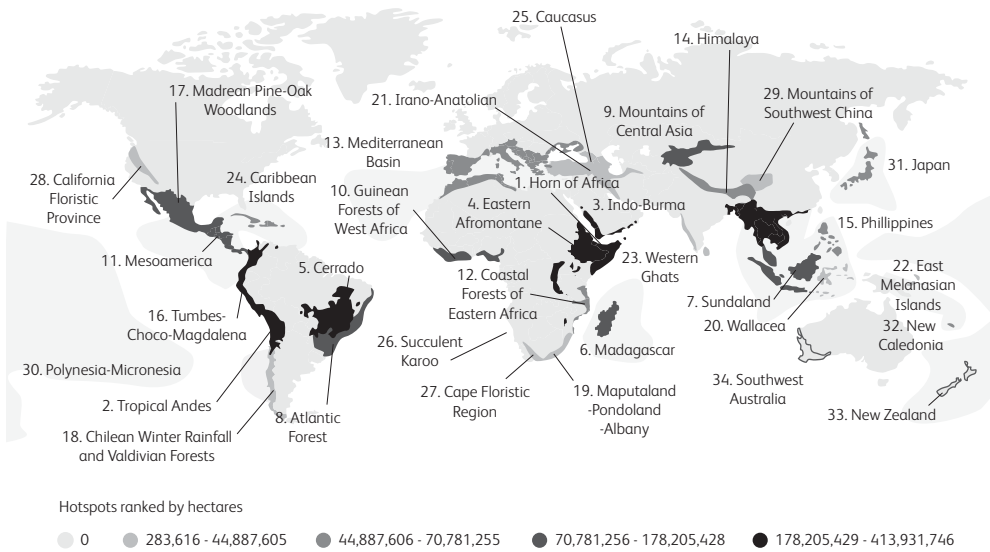 25. Caucasus
14. Himalaya
17. Madrean Pine-Oak
Woodlands
21. Irano-Anatolian
9. Mountains of
Central Asia
29. Mountains of
Southwest China
13. Mediterranean
Basin
31. Japan
28. California
Floristic
Province
24. Caribbean
Islands
10. Guinean
Forests of
West Africa
1. Horn of Africa
4. Eastern
Afromontane
3. Indo-Burma
15. Phillippines
11. Mesoamerica
5. Cerrado
12. Coastal
Forests of
Eastern Africa
23. Western
Ghats
22. East
Melanasian
Islands
7. Sundaland
16. Tumbes-
Choco-Magdalena
20. Wallacea
32. New
Caledonia
26. Succulent
Karoo
6. Madagascar
30. Polynesia-Micronesia
34. Southwest
Australia
27. Cape Floristic
Region
19. Maputaland
-Pondoland
-Albany
2. Tropical Andes
8. Atlantic
Forest
33. New Zealand
18. Chilean Winter Rainfall
and Valdivian Forests
Hotspots ranked by hectares
0
283,616 - 44,887,605
44,887,606 - 70,781,255
70,781,256 - 178,205,428
178,205,429 - 413,931,746